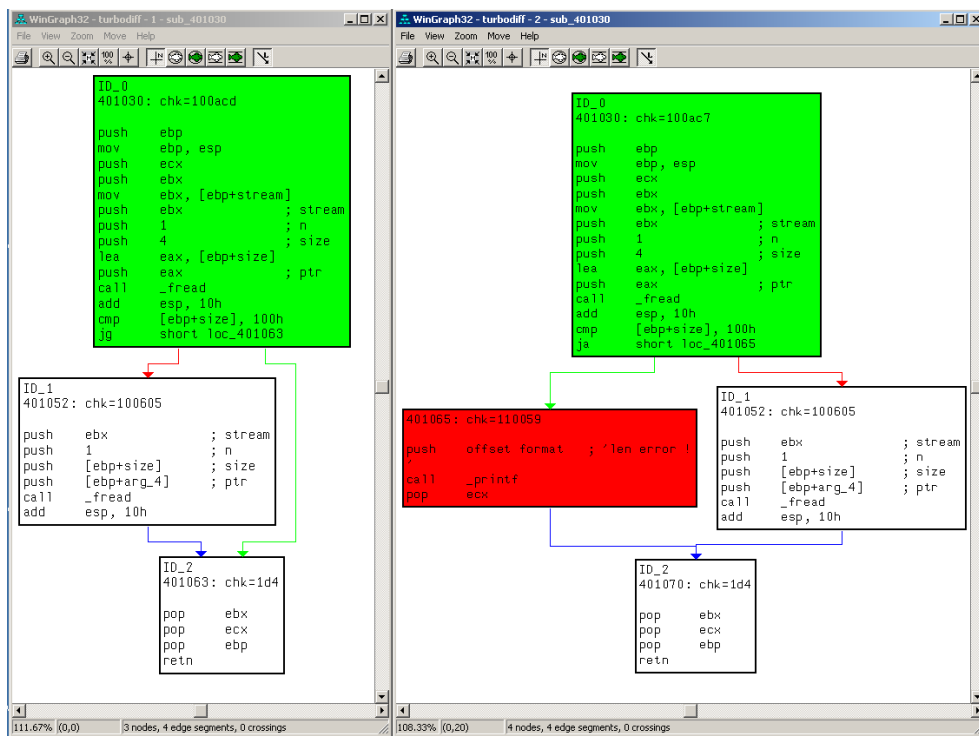 WinGraph32 - turbodiff - 1 - sub_401030
File View Zoom Move Help
100
%
N
ID_0
401030: chk=100acd
push ebp
mov ebp, esp
push ecx
push ebx
mov ebx, [ebp+stream]
push ebx ; stream
push 1 ; n
push 4 ; size
lea eax, [ebp+size]
push eax ; ptr
call _fread
add esp, 10h
cmp [ebp+size], 100h
jg short loc_401063
ID_1
401052: chk=100605
push ebx ; stream
push 1 ; n
push [ebp+size] ; size
push [ebp+arg_4] ; ptr
call _fread
add esp, 10h
ID_2
401063: chk=1d4
pop ebx
pop ecx
pop ebp
retn
111.67% (0,0) 3 nodes, 4 edge segments, 0 crossings
WinGraph32 - turbodiff - 2 - sub_401030
File View Zoom Move Help
100
%
N
ID_0
401030: chk=100ac7
push ebp
mov ebp, esp
push ecx
push ebx
mov ebx, [ebp+stream]
push ebx ; stream
push 1 ; n
push 4 ; size
lea eax, [ebp+size]
push eax ; ptr
call _fread
add esp, 10h
cmp [ebp+size], 100h
ja short loc_401065
401065: chk=110059
push offset format ; 'len error !
'
call _printf
pop ecx
ID_1
401052: chk=100605
push ebx ; stream
push 1 ; n
push [ebp+size] ; size
push [ebp+arg_4] ; ptr
call _fread
add esp, 10h
ID_2
401070: chk=1d4
pop ebx
pop ecx
pop ebp
retn
108.33% (0,20) 4 nodes, 4 edge segments, 0 crossings